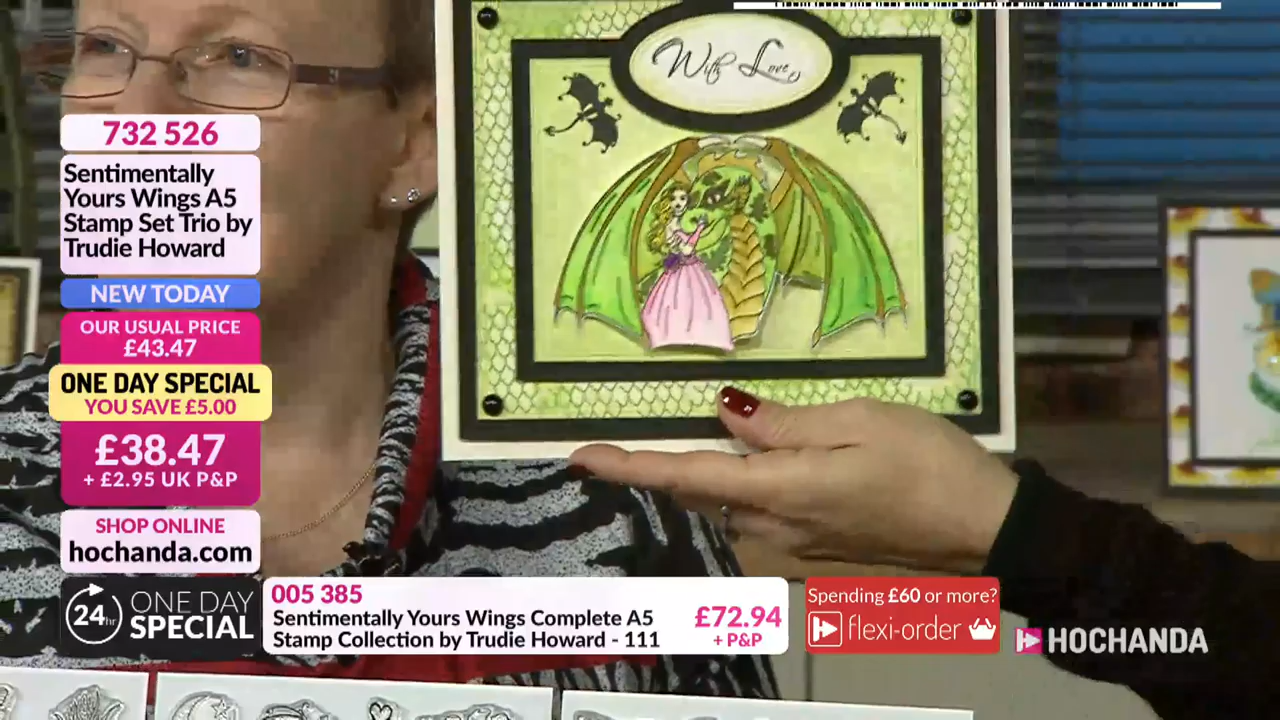 With Love
732 526
Sentimentally
Yours Wings A5
Stamp Set Trio by
Trudie Howard
NEW TODAY
OUR USUAL PRICE
£43.47
ONE DAY SPECIAL
YOU SAVE £5.00
£38.47
+ £2.95 UK P&P
SHOP ONLINE
hochanda.com
24hr
ONE DAY
SPECIAL
005 385
Sentimentally Yours Wings Complete A5
Stamp Collection by Trudie Howard - 111
£72.94
+ P&P
Spending £60 or more?
flexi-order
HOCHANDA